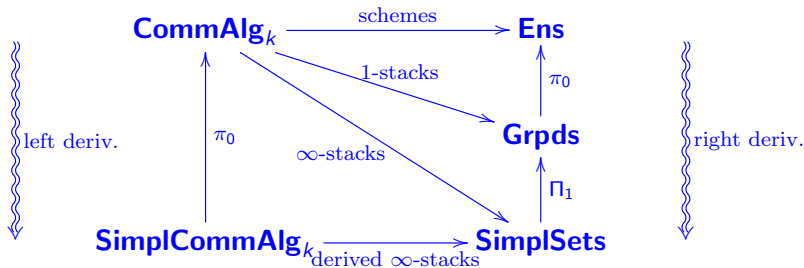 CommAlg_k schemes Ens
1-stacks π₀
left deriv. π₀ Grpds right deriv.
∞-stacks
Π₁
SimplCommAlg_k derived ∞-stacks SimplSets